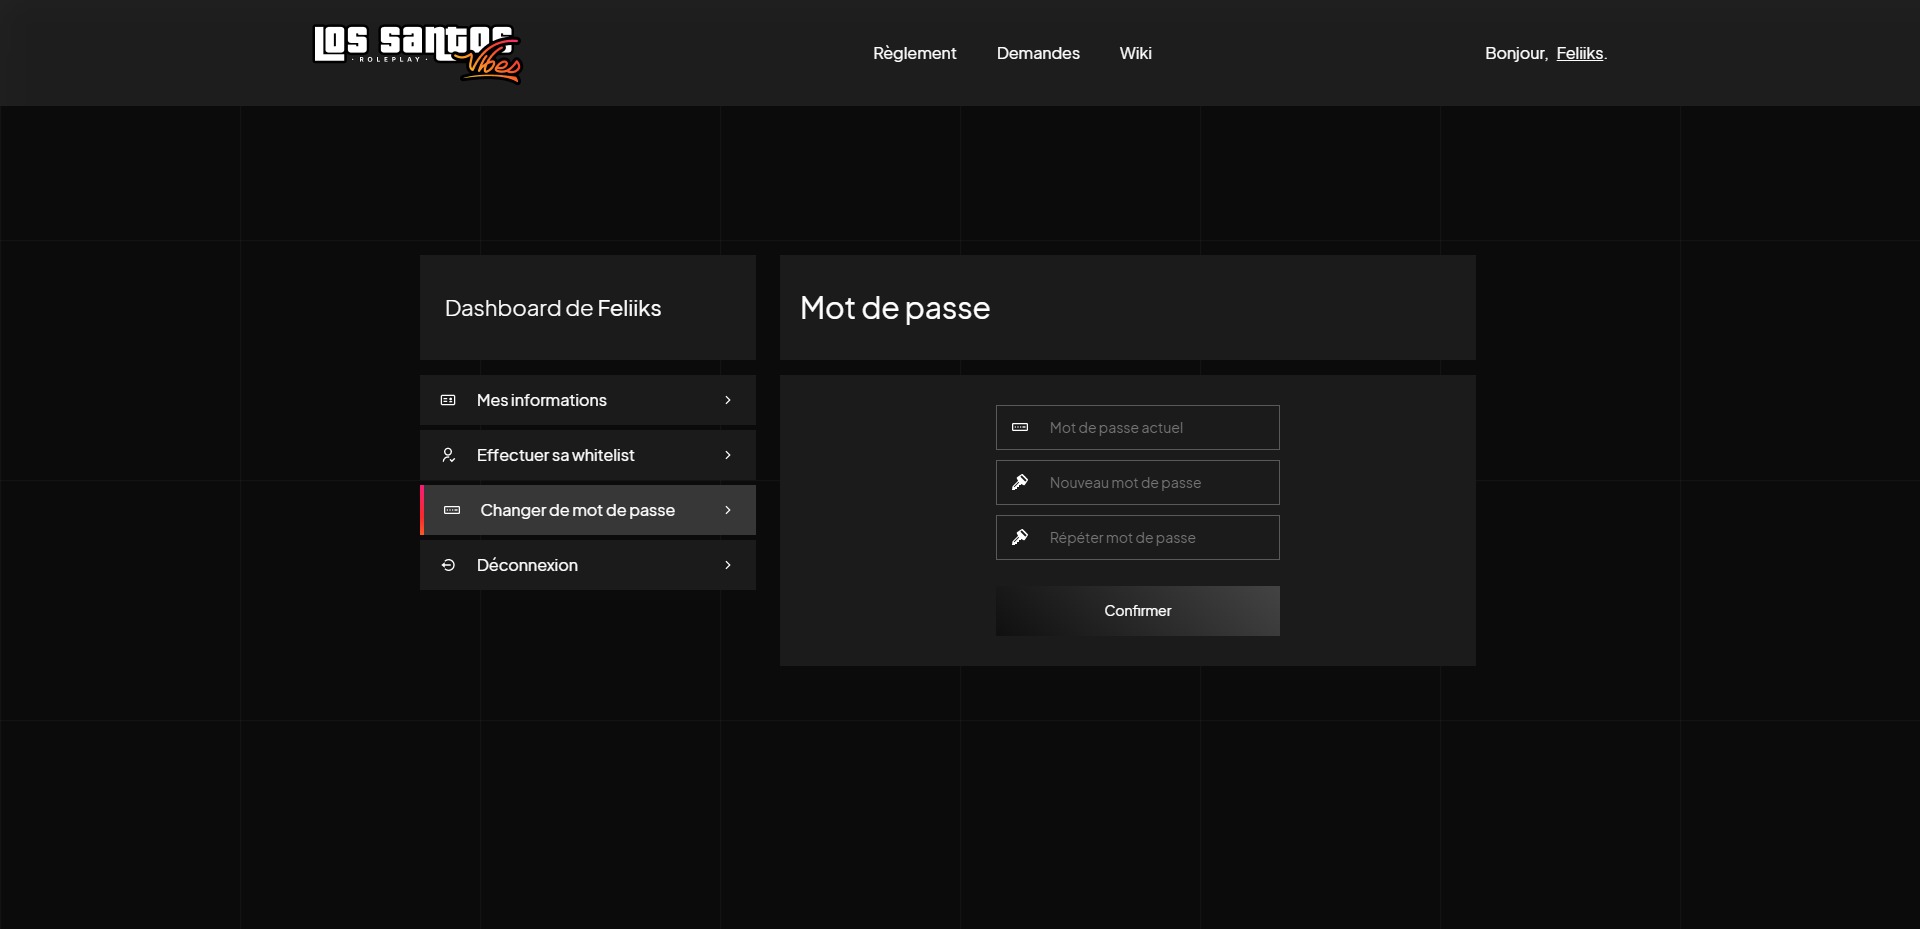 Los Santos
· ROLEPLAY ·
Vibes
Règlement
Demandes
Wiki
Bonjour, Feliiks.
Dashboard de Feliiks
Mes informations
Effectuer sa whitelist
Changer de mot de passe
Déconnexion
Mot de passe
Mot de passe actuel
Nouveau mot de passe
Répéter mot de passe
Confirmer